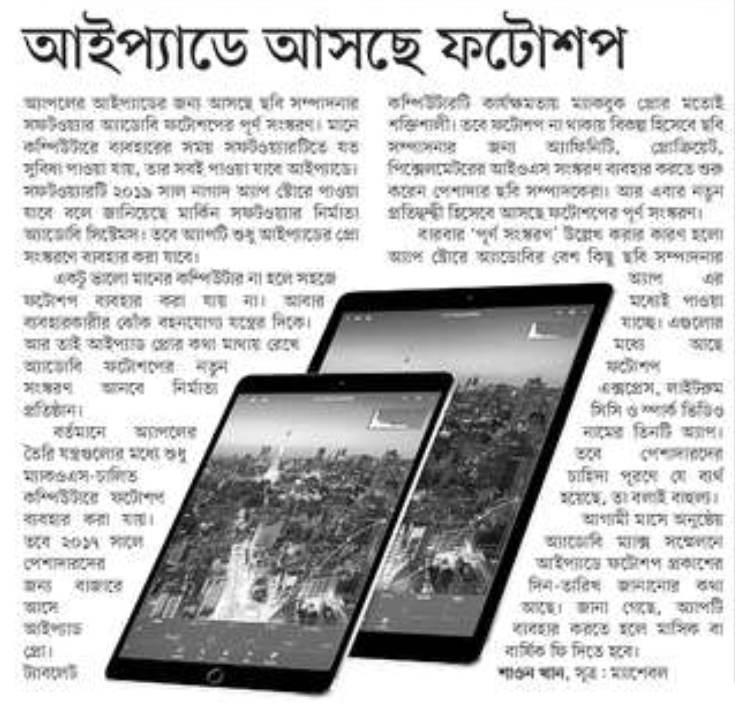 আইপ্যাডে আসছে ফটোশপ
অ্যাপলের আইপ্যাডের জন্য আসছে ছবি সম্পাদনার
সফটওয়্যার অ্যাডোবি ফটোশপের পূর্ণ সংস্করণ। মানে
কম্পিউটারে ব্যবহারের সময় সফটওয়্যারটিতে যত
সুবিধা পাওয়া যায়, তার সবই পাওয়া যাবে আইপ্যাডে।
সফটওয়্যারটি ২০১৯ সাল নাগাদ অ্যাপ স্টোরে পাওয়া
যাবে বলে জানিয়েছে মার্কিন সফটওয়্যার নির্মাতা
অ্যাডোবি সিস্টেমস। তবে অ্যাপটি শুধু আইপ্যাডের প্রো
সংস্করণে ব্যবহার করা যাবে।
একটু ভালো মানের কম্পিউটার না হলে সহজে
ফটোশপ ব্যবহার করা যায় না। আবার
ব্যবহারকারীর ঝোঁক বহনযোগ্য যন্ত্রের দিকে।
আর তাই আইপ্যাড প্রোর কথা মাথায় রেখে
অ্যাডোবি ফটোশপের নতুন
সংস্করণ আনবে নির্মাতা
প্রতিষ্ঠান।
বর্তমানে অ্যাপলের
তৈরি যন্ত্রগুলোর মধ্যে শুধু
ম্যাকওএস-চালিত
কম্পিউটারে ফটোশপ
ব্যবহার করা যায়।
তবে ২০১৭ সালে
পেশাদারদের
জন্য বাজারে
আসে
আইপ্যাড
প্রো।
ট্যাবলেট
কম্পিউটারটি কার্যক্ষমতায় ম্যাকবুক প্রোর মতোই
শক্তিশালী। তবে ফটোশপ না থাকায় বিকল্প হিসেবে ছবি
সম্পাদনার জন্য অ্যাফিনিটি, প্রোক্রিয়েট,
পিক্সেলমেটরের আইওএস সংস্করণ ব্যবহার করতে শুরু
করেন পেশাদার ছবি সম্পাদকেরা। আর এবার নতুন
প্রতিদ্বন্দ্বী হিসেবে আসছে ফটোশপের পূর্ণ সংস্করণ।
বারবার ‘পূর্ণ সংস্করণ’ উল্লেখ করার কারণ হলো
অ্যাপ স্টোরে অ্যাডোবির বেশ কিছু ছবি সম্পাদনার
অ্যাপ এর
মধ্যেই পাওয়া
যাচ্ছে। এগুলোর
মধ্যে আছে
ফটোশপ
এক্সপ্রেস, লাইটরুম
সিসি ও স্পার্ক ভিডিও
নামের তিনটি অ্যাপ।
তবে পেশাদারদের
চাহিদা পূরণে যে ব্যর্থ
হয়েছে, তা বলাই বাহুল্য।
আগামী মাসে অনুষ্ঠেয়
অ্যাডোবি ম্যাক্স সম্মেলনে
আইপ্যাডে ফটোশপ প্রকাশের
দিন-তারিখ জানানোর কথা
আছে। জানা গেছে, অ্যাপটি
ব্যবহার করতে হলে মাসিক বা
বার্ষিক ফি দিতে হবে।
শাওন খান, সূত্র : ম্যাশেবল